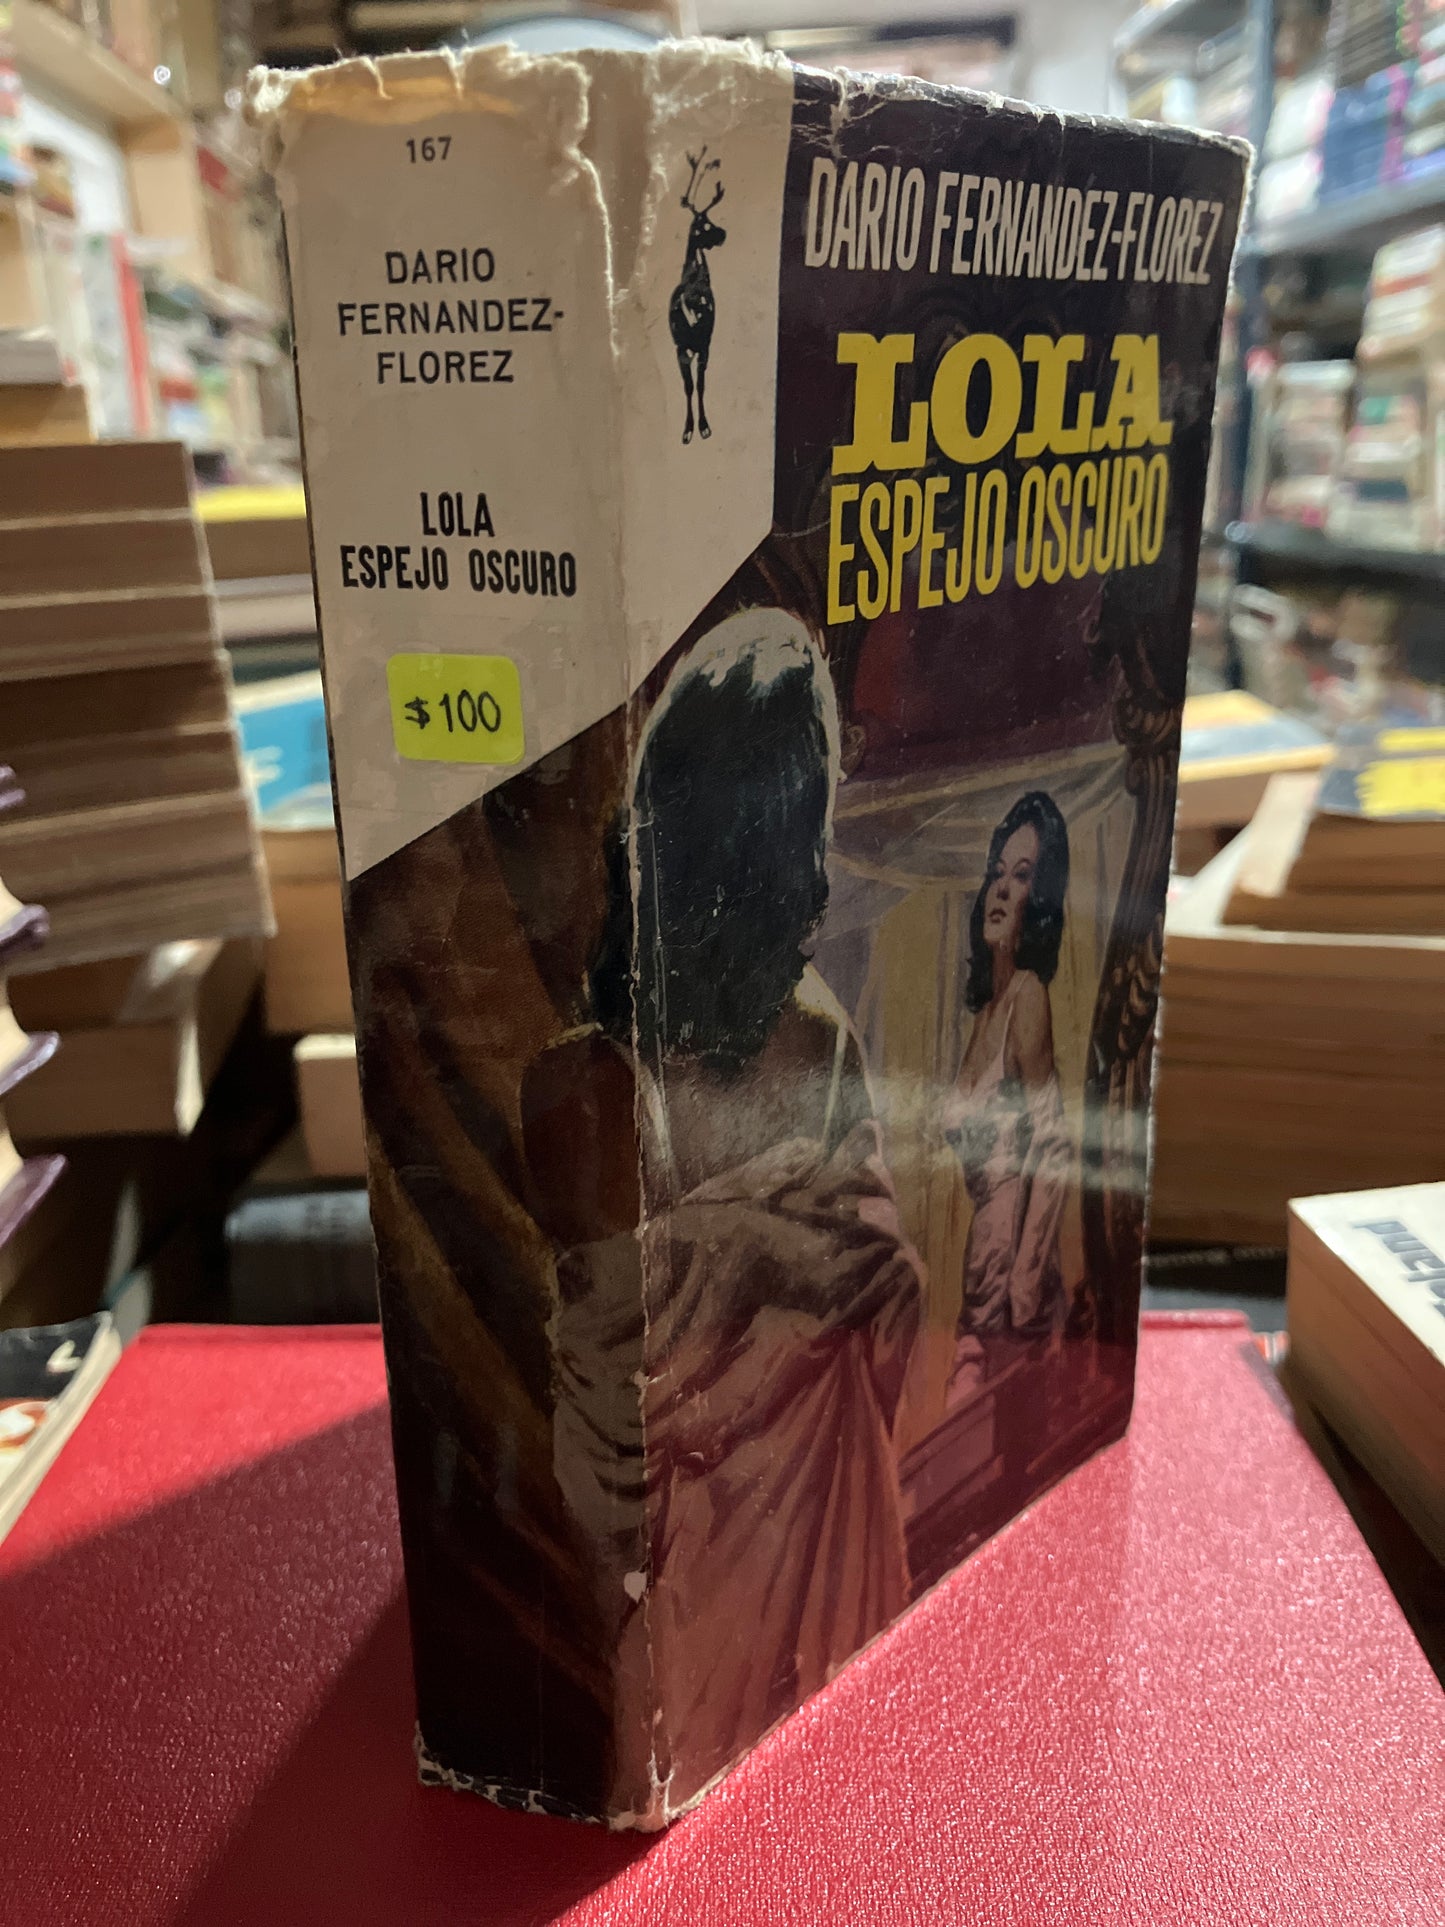 167
DARIO
FERNANDEZ-
FLOREZ
LOLA
ESPEJO OSCURO
$100
DARIO FERNANDEZ-FLOREZ
LOLA
ESPEJO OSCURO